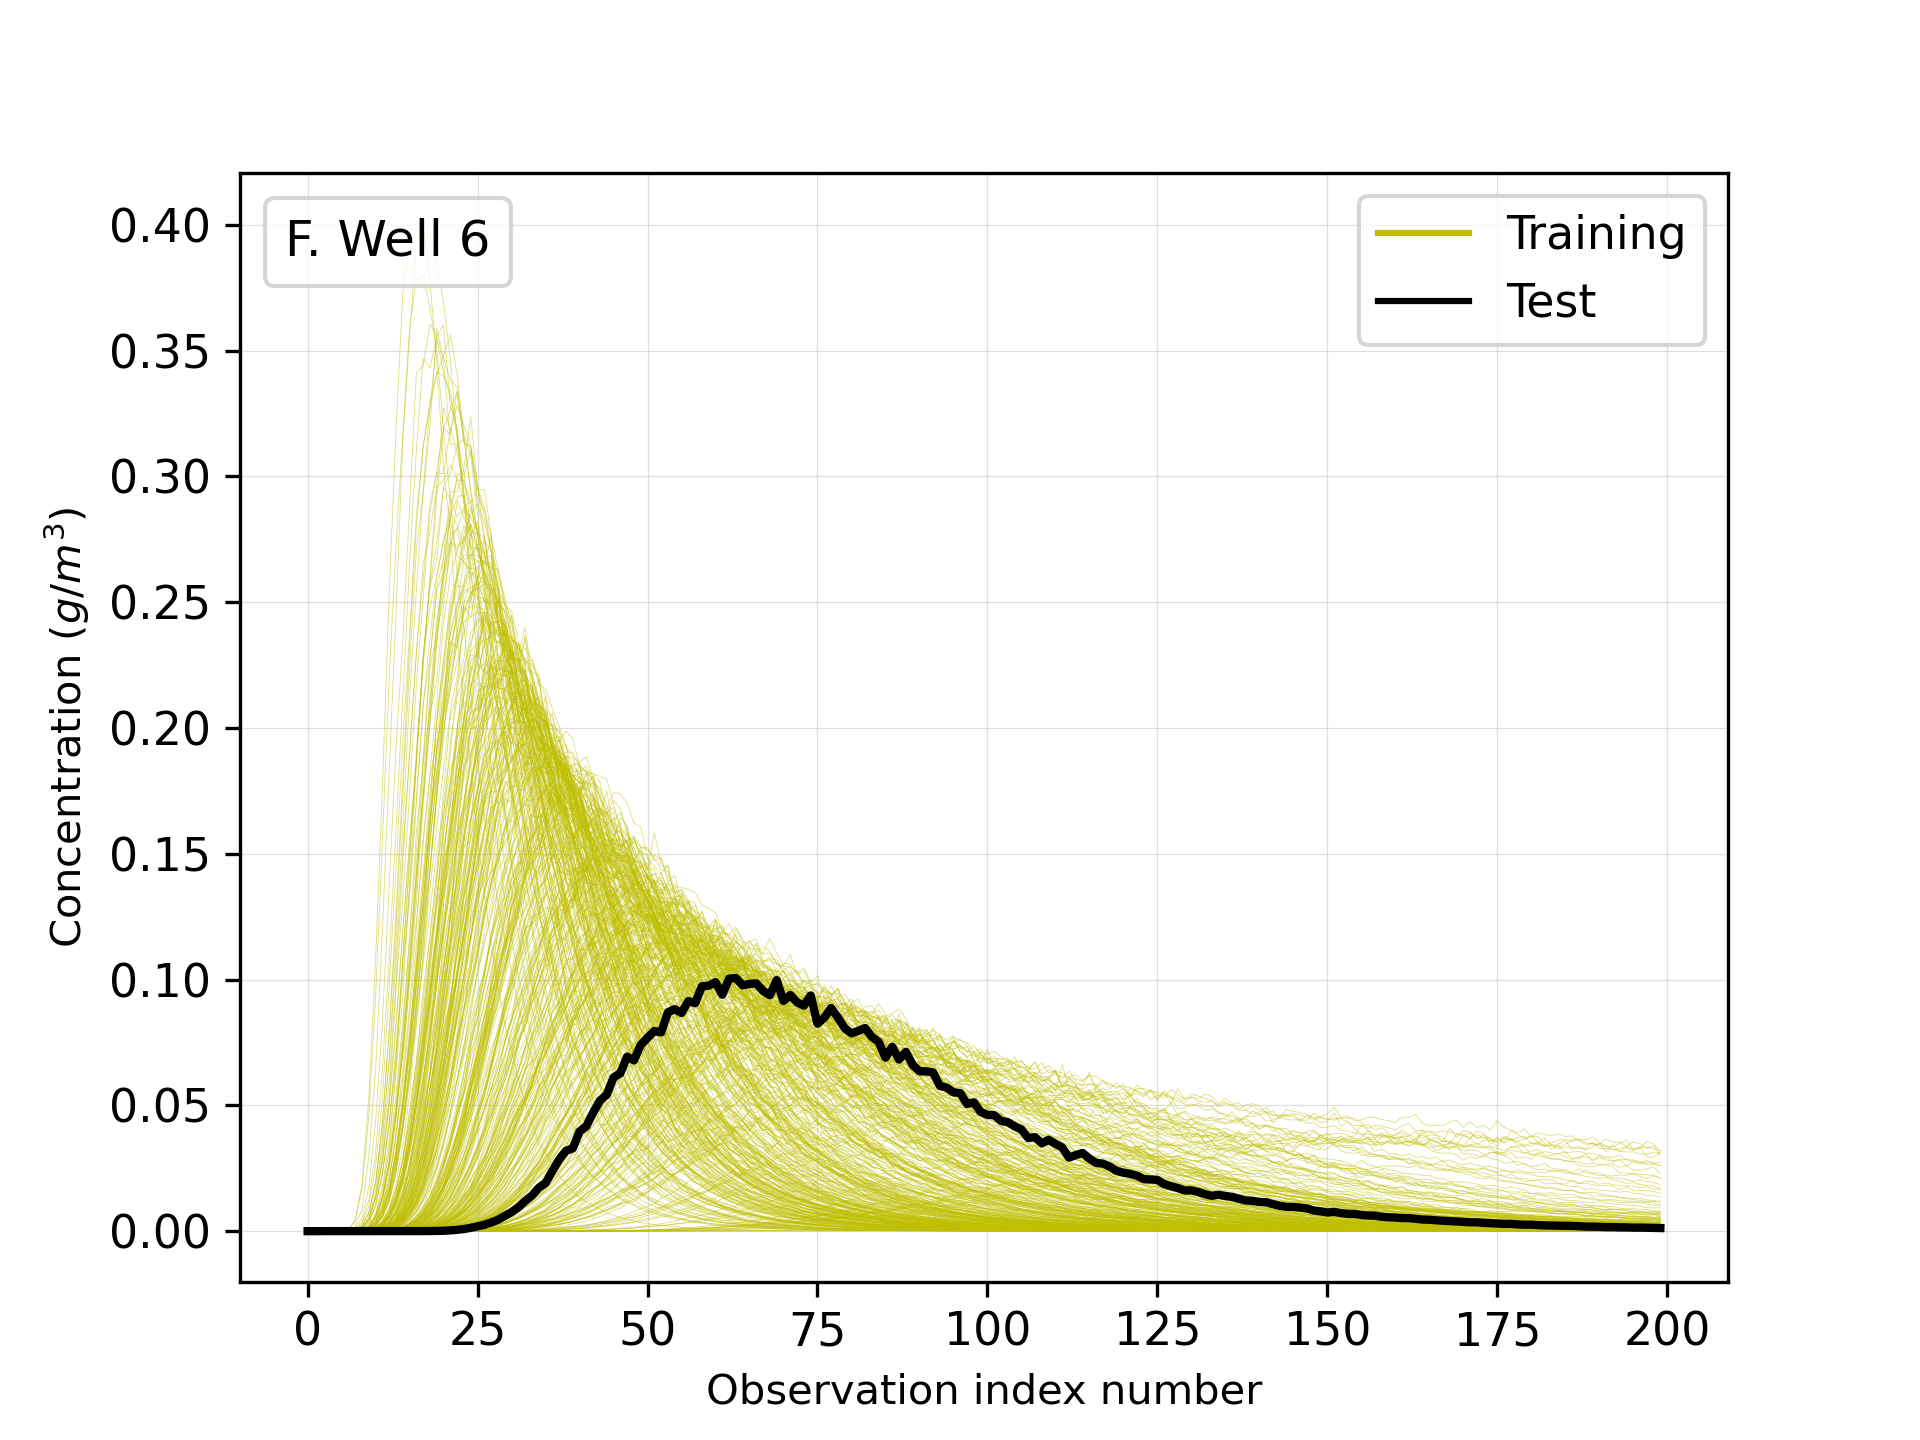 F. Well 6
Training
Test
0.40
0.35
0.30
0.25
0.20
0.15
0.10
0.05
0.00
Concentration (g/m³)
0 25 50 75 100 125 150 175 200
Observation index number